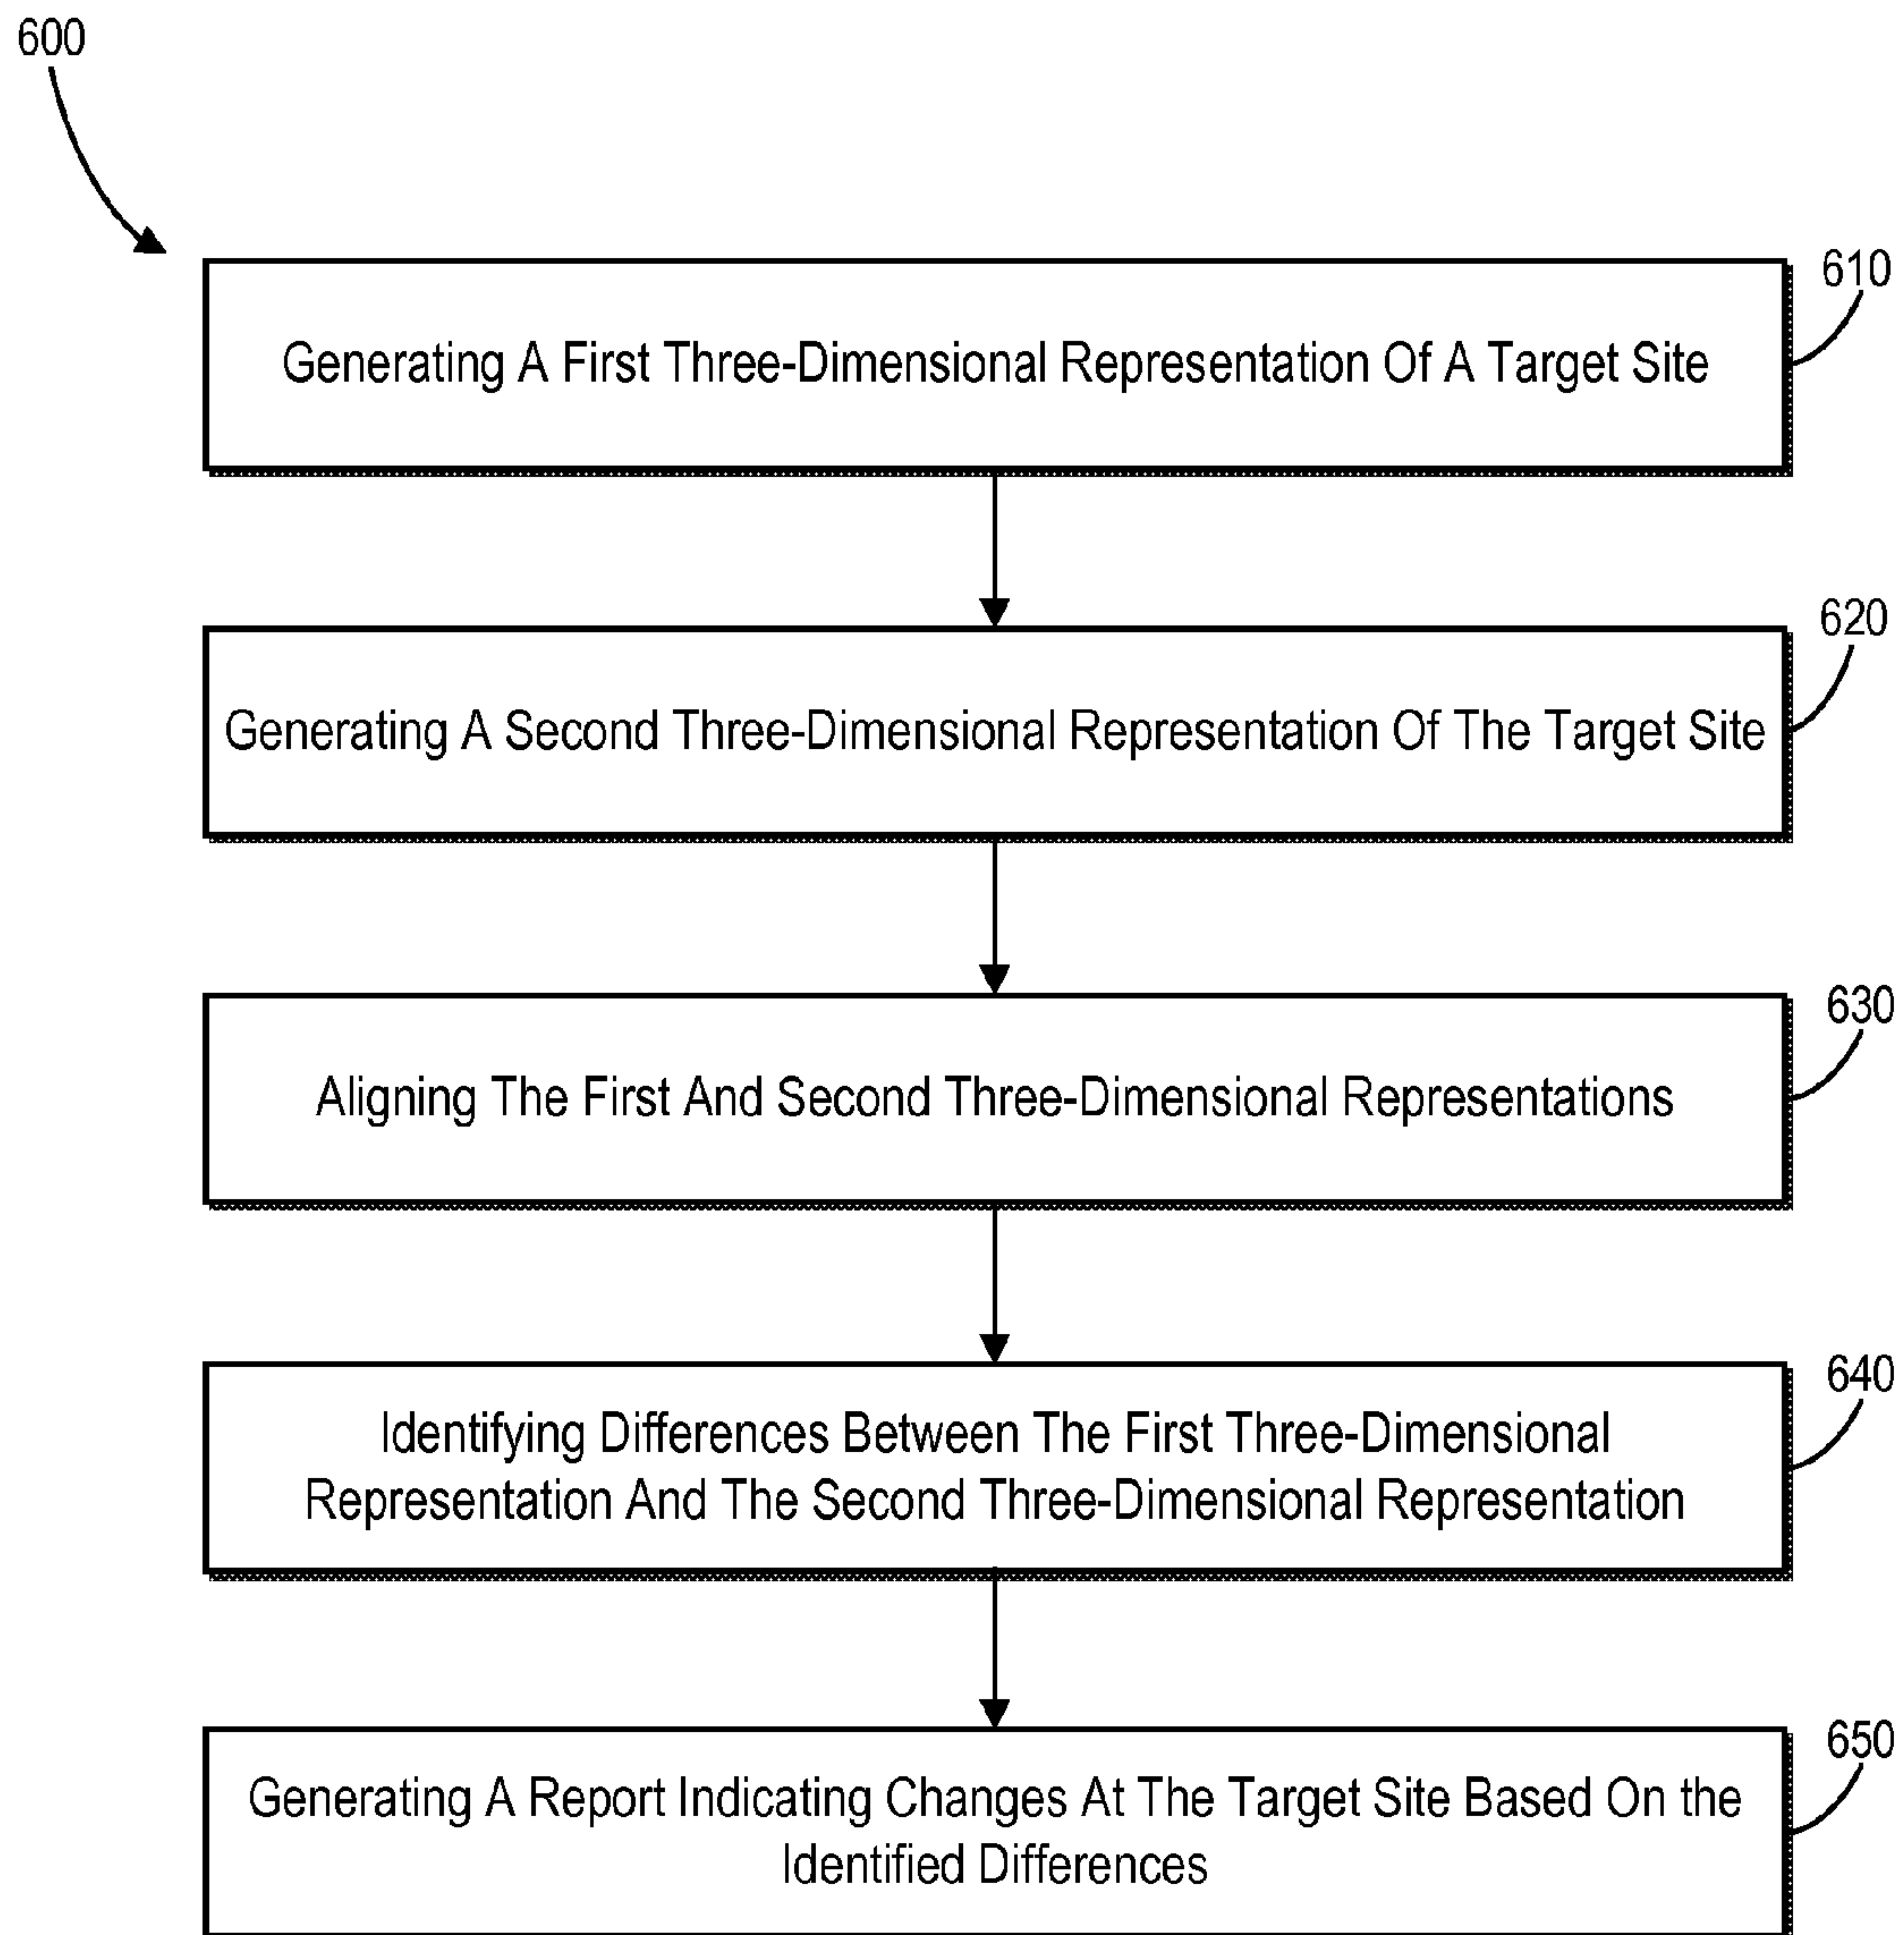 600
610
Generating A First Three-Dimensional Representation Of A Target Site
620
Generating A Second Three-Dimensional Representation Of The Target Site
630
Aligning The First And Second Three-Dimensional Representations
640
Identifying Differences Between The First Three-Dimensional
Representation And The Second Three-Dimensional Representation
650
Generating A Report Indicating Changes At The Target Site Based On the
Identified Differences